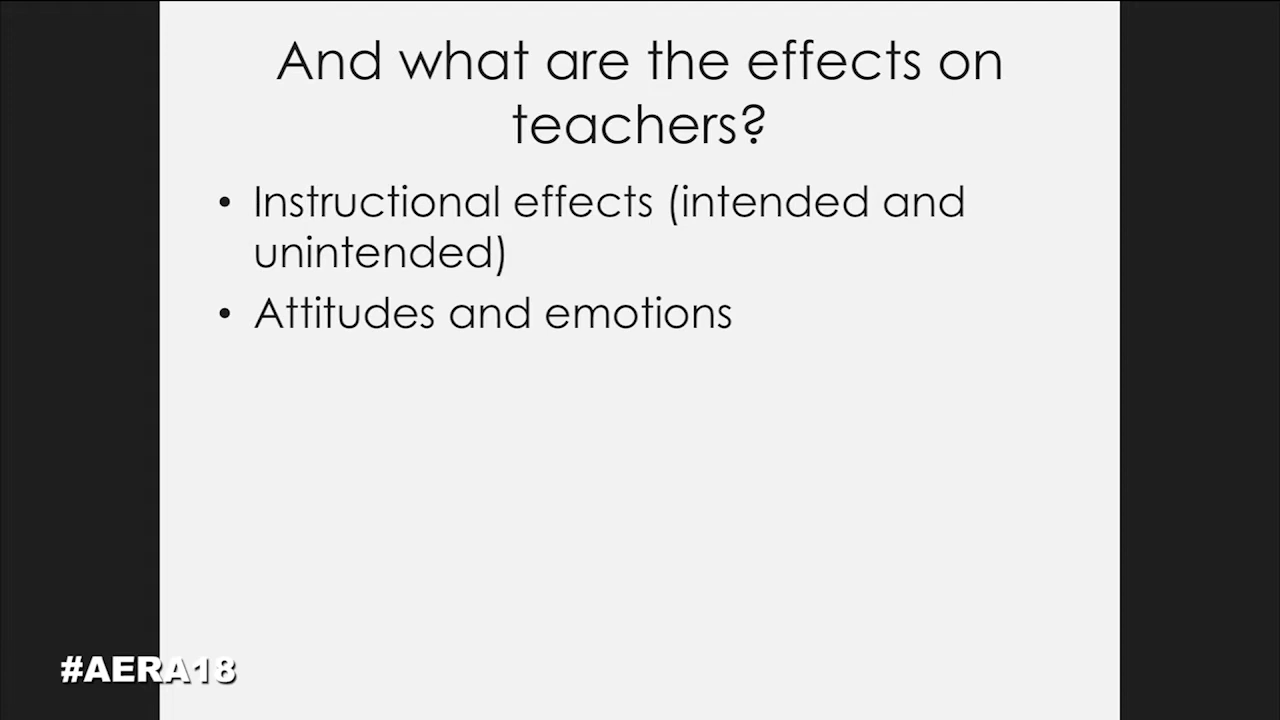 And what are the effects on
teachers?
• Instructional effects (intended and
unintended)
• Attitudes and emotions
#AERA18